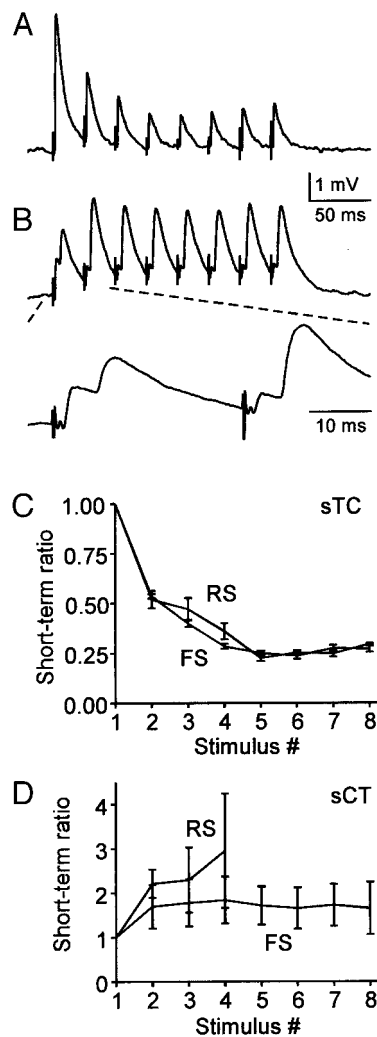 A
1 mV
50 ms
B
10 ms
C
sTC
Short-term ratio
1.00
0.75
0.50
0.25
0.00
RS
FS
1 2 3 4 5 6 7 8
Stimulus #
D
sCT
Short-term ratio
4
3
2
1
0
RS
FS
1 2 3 4 5 6 7 8
Stimulus #